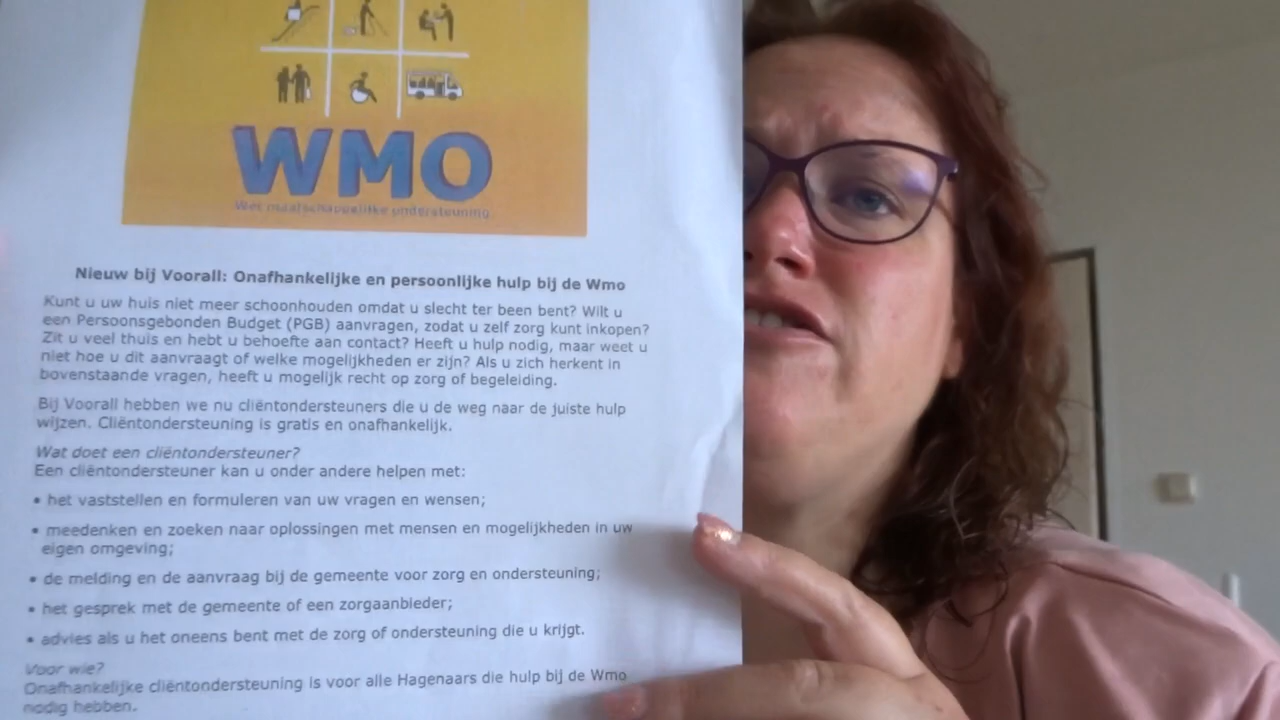 WMO
Wet maatschappelijke ondersteuning
Nieuw bij Voorall: Onafhankelijke en persoonlijke hulp bij de Wmo
Kunt u uw huis niet meer schoonhouden omdat u slecht ter been bent? Wilt u
een Persoonsgebonden Budget (PGB) aanvragen, zodat u zelf zorg kunt inkopen?
Zit u veel thuis en hebt u behoefte aan contact? Heeft u hulp nodig, maar weet u
niet hoe u dit aanvraagt of welke mogelijkheden er zijn? Als u zich herkent in
bovenstaande vragen, heeft u mogelijk recht op zorg of begeleiding.
Bij Voorall hebben we nu cliëntondersteuners die u de weg naar de juiste hulp
wijzen. Cliëntondersteuning is gratis en onafhankelijk.
Wat doet een cliëntondersteuner?
Een cliëntondersteuner kan u onder andere helpen met:
• het vaststellen en formuleren van uw vragen en wensen;
• meedenken en zoeken naar oplossingen met mensen en mogelijkheden in uw
eigen omgeving;
• de melding en de aanvraag bij de gemeente voor zorg en ondersteuning;
• het gesprek met de gemeente of een zorgaanbieder;
• advies als u het oneens bent met de zorg of ondersteuning die u krijgt.
Voor wie?
Onafhankelijke cliëntondersteuning is voor alle Hagenaars die hulp bij de Wmo
nodig hebben.